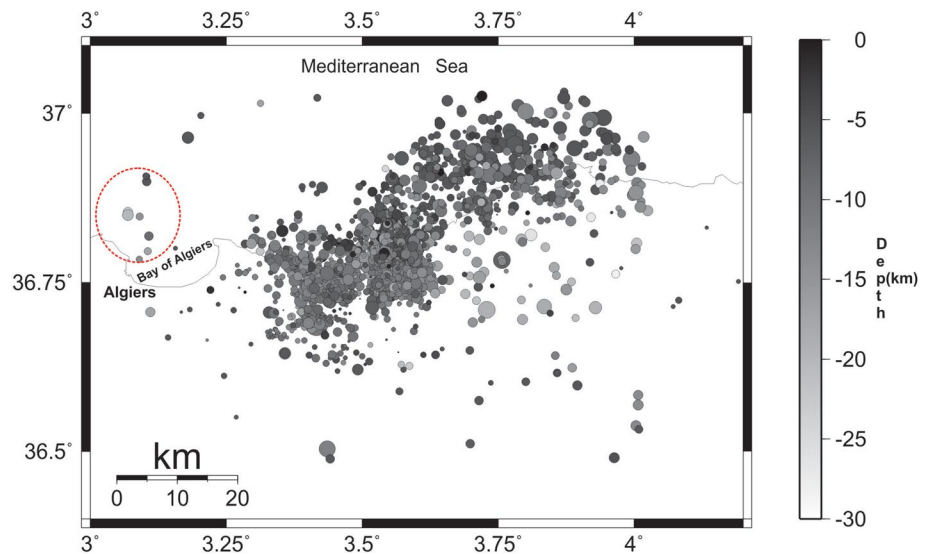 3° 3.25° 3.5° 3.75° 4°
Mediterranean Sea
37°
36.75°
36.5°
Bay of Algiers
Algiers
km
0 10 20
3° 3.25° 3.5° 3.75° 4°
0
-5
-10
-15
-20
-25
-30
D
e
p(km)
t
h